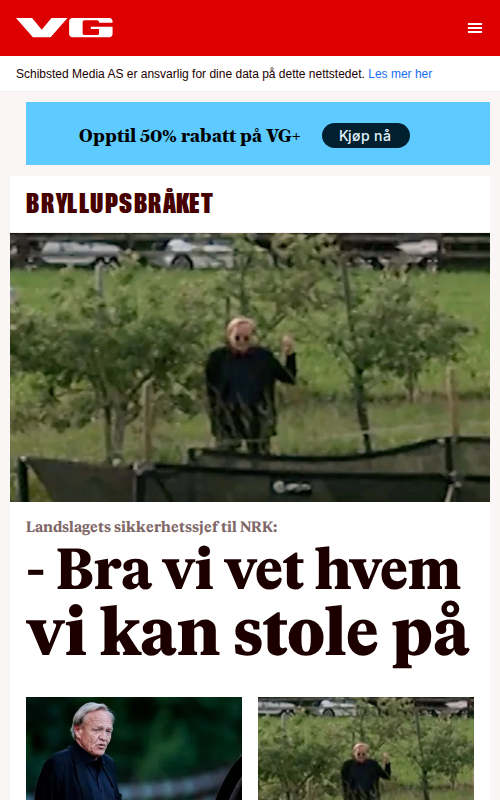 VG
Schibsted Media AS er ansvarlig for dine data på dette nettstedet. Les mer her
Opptil 50% rabatt på VG+ Kjøp nå
BRYLLUPSBRÅKET
Landslagets sikkerhetssjef til NRK:
- Bra vi vet hvem
vi kan stole på